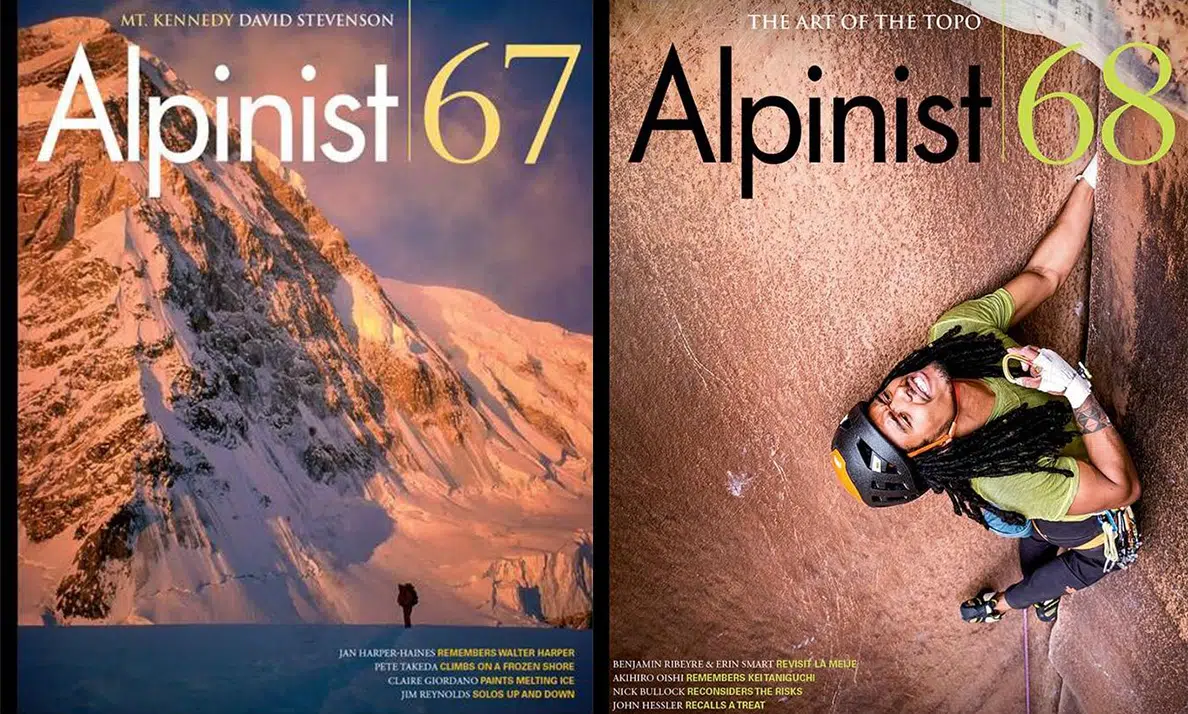 MT. KENNEDY DAVID STEVENSON
Alpinist 67
JAN HARPER-HAINES REMEMBERS WALTER HARPER
PETE TAKEDA CLIMBS ON A FROZEN SHORE
CLAIRE GIORDANO PAINTS MELTING ICE
JIM REYNOLDS SOLOS UP AND DOWN
THE ART OF THE TOPO
Alpinist 68
BENJAMIN RIBEYRE & ERIN SMART REVISIT LA MEIJE
AKIHIRO OISHI REMEMBERS KEI TANIGUCHI
NICK BULLOCK RECONSIDERS THE RISKS
JOHN HESSLER RECALLS A TREAT